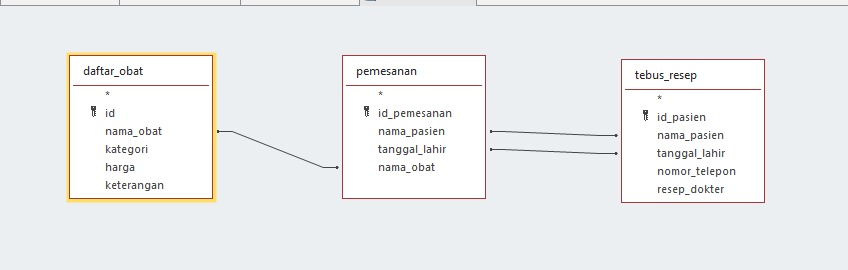 daftar_obat
*
id
nama_obat
kategori
harga
keterangan
pemesanan
*
id_pemesanan
nama_pasien
tanggal_lahir
nama_obat
tebus_resep
*
id_pasien
nama_pasien
tanggal_lahir
nomor_telepon
resep_dokter